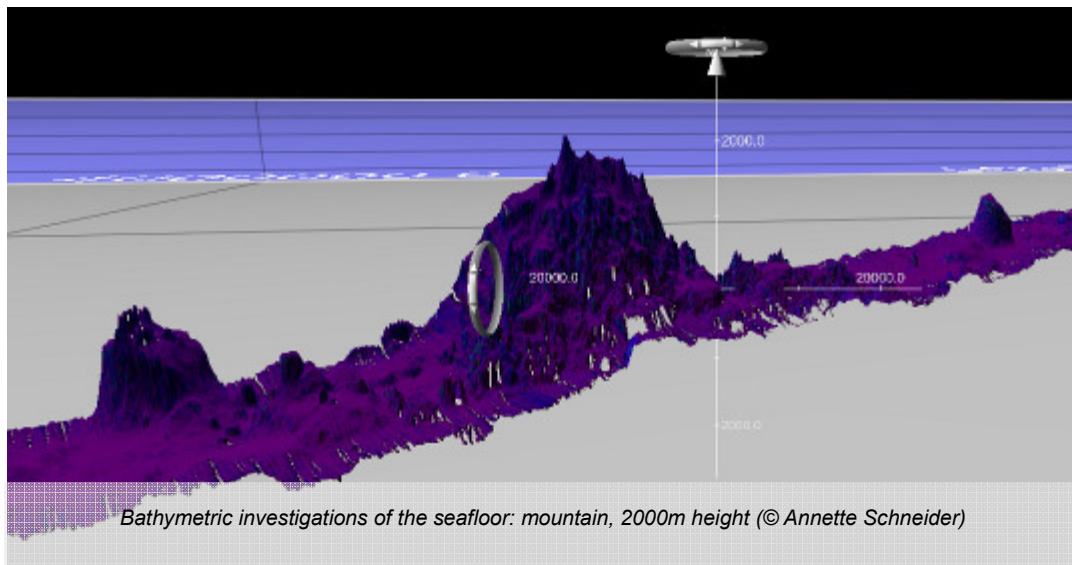 2000.0
20000.0
20000.0
2000.0
Bathymetric investigations of the seafloor: mountain, 2000m height (© Annette Schneider)